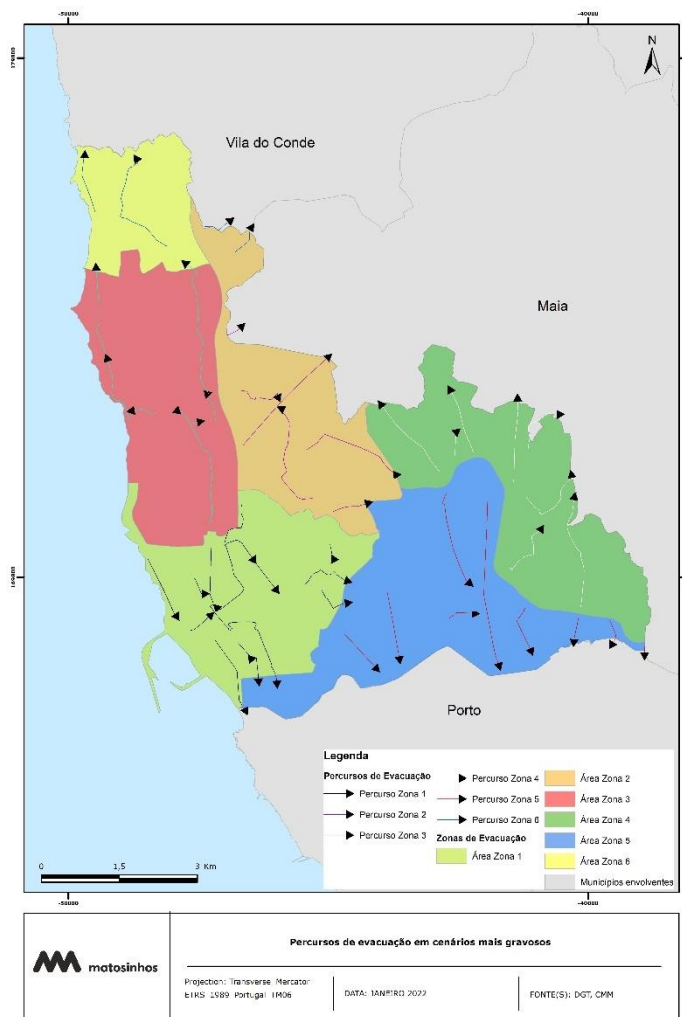 -50000
-40000
170000
N
Vila do Conde
Maia
160000
Porto
Legenda
Percursos de Evacuação
Percurso Zona 1
Percurso Zona 2
Percurso Zona 3
Percurso Zona 4
Percurso Zona 5
Percurso Zona 6
Zonas de Evacuação
Área Zona 1
Área Zona 2
Área Zona 3
Área Zona 4
Área Zona 5
Área Zona 6
Municípios envolventes
0 1,5 3 Km
-50000
-40000
matosinhos
Percursos de evacuação em cenários mais gravosos
Projection: Transverse Mercator
ETRS 1989 Portugal TM06
DATA: JANEIRO 2022
FONTE(S): DGT, CMM